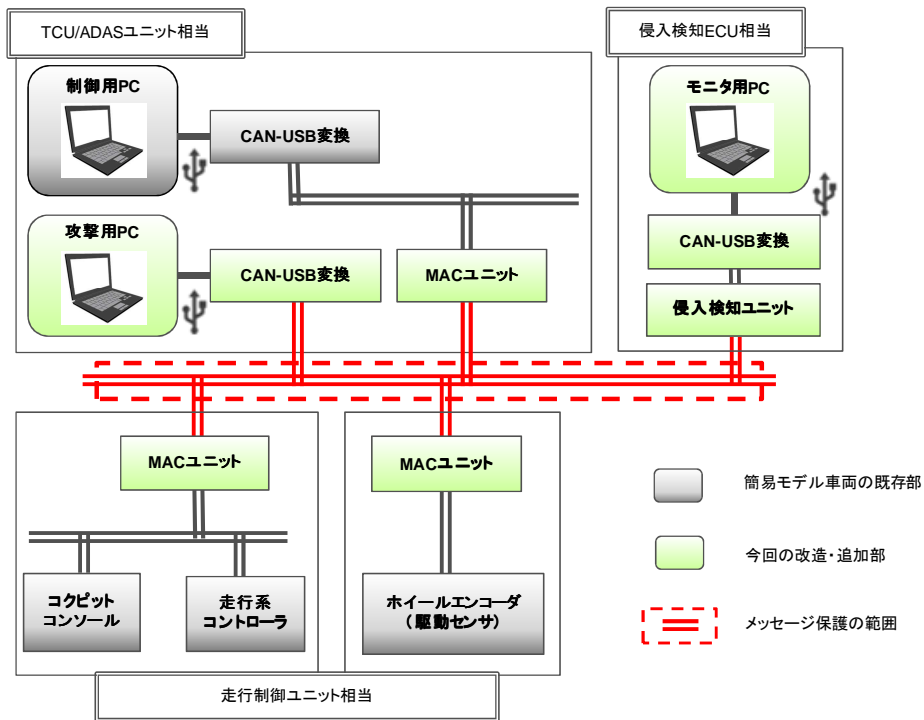 TCU/ADASユニット相当
侵入検知ECU相当
制御用PC
CAN-USB変換
モニタ用PC
攻撃用PC
CAN-USB変換
MACユニット
CAN-USB変換
侵入検知ユニット
MACユニット
MACユニット
コクピット
コンソール
走行系
コントローラ
ホイールエンコーダ
(駆動センサ)
簡易モデル車両の既存部
今回の改造・追加部
メッセージ保護の範囲
走行制御ユニット相当